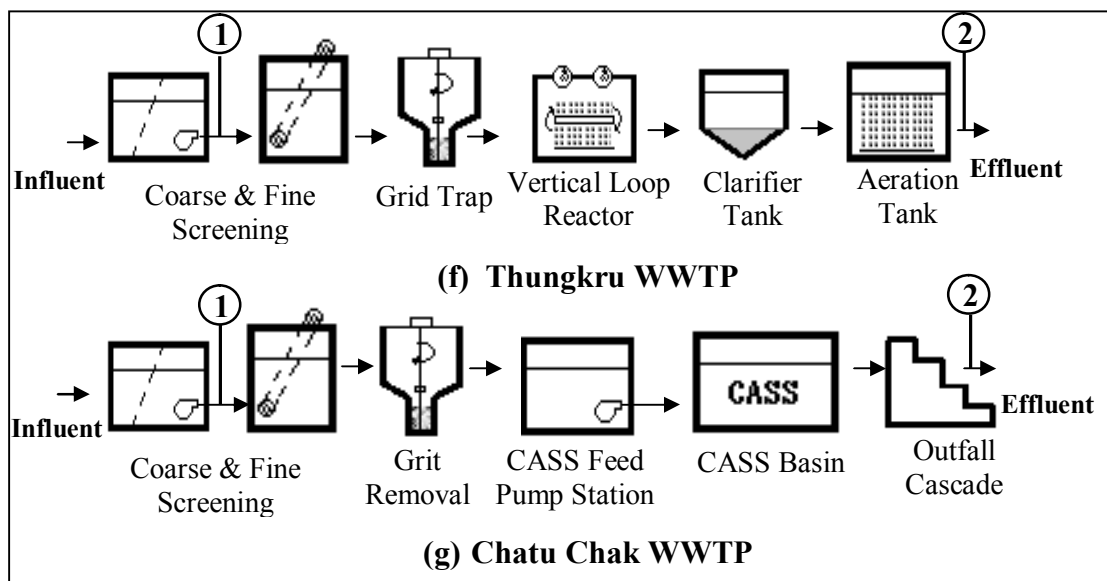 1
2
Influent
Coarse & Fine
Screening
Grid Trap
Vertical Loop
Reactor
Clarifier
Tank
Aeration
Tank
Effluent
(f) Thungkru WWTP
1
2
Influent
Coarse & Fine
Screening
Grit
Removal
CASS Feed
Pump Station
CASS
CASS Basin
Outfall
Cascade
Effluent
(g) Chatu Chak WWTP